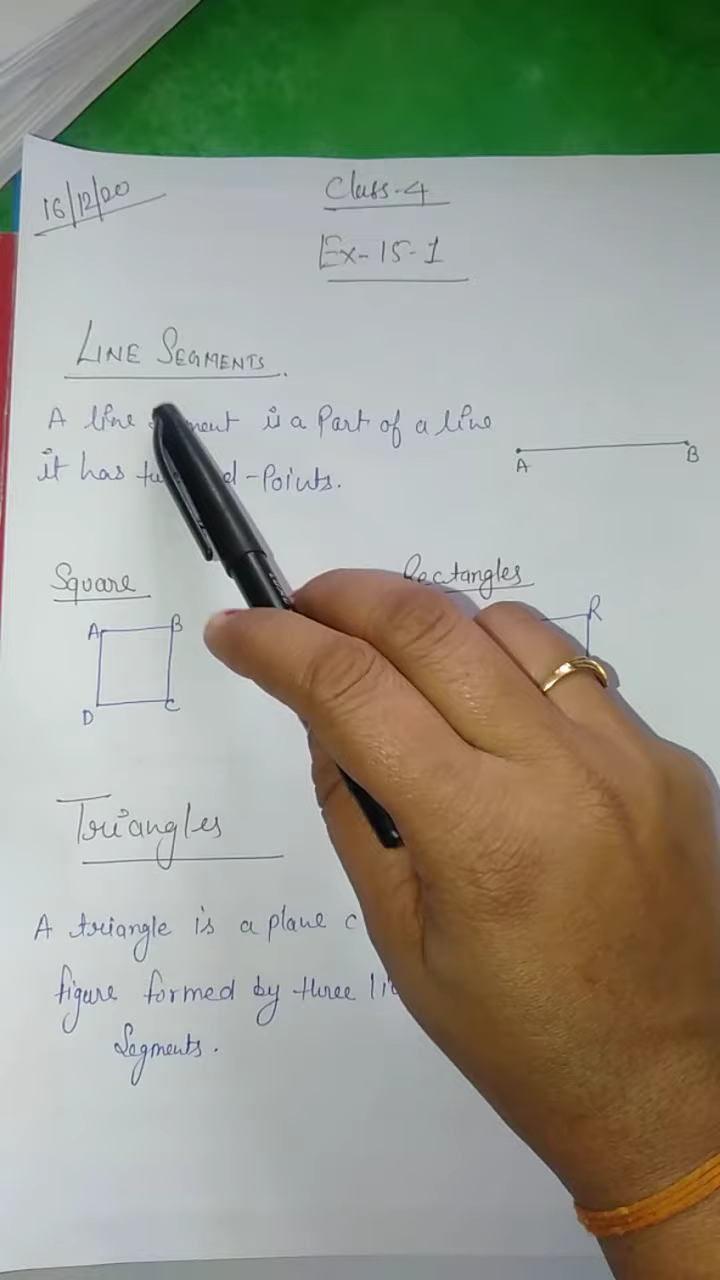 16/12/20
Class-4
Ex-15-1
LINE SEGMENTS.
A line is a Part of a line
it has -Points.
A B
Square
Rectangles
A B
R
D C
Triangles
A triangle is a plane
figure formed by three
Segments.